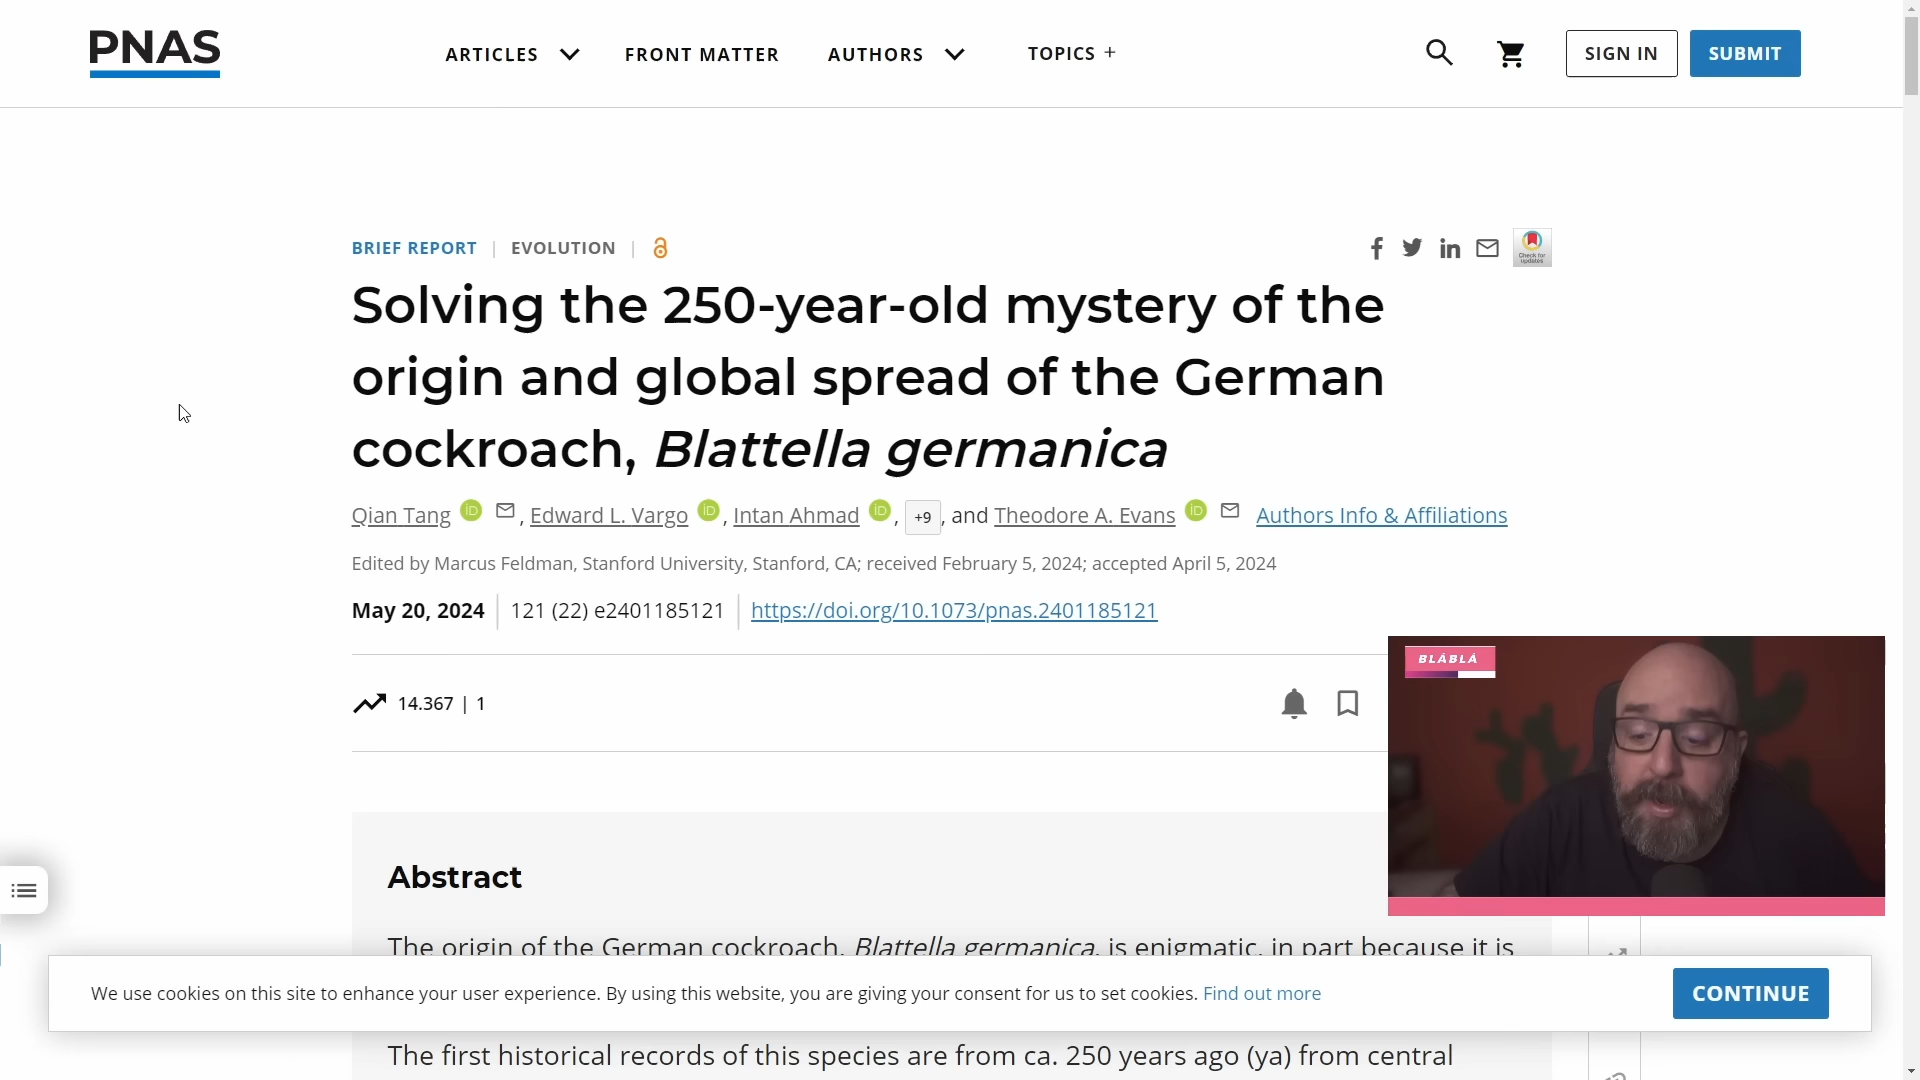 PNAS
ARTICLES
FRONT MATTER
AUTHORS
TOPICS +
SIGN IN
SUBMIT
BRIEF REPORT | EVOLUTION |
Check for updates
Solving the 250-year-old mystery of the
origin and global spread of the German
cockroach, Blattella germanica
Qian Tang iD , Edward L. Vargo iD , Intan Ahmad iD , +9 , and Theodore A. Evans iD Authors Info & Affiliations
Edited by Marcus Feldman, Stanford University, Stanford, CA; received February 5, 2024; accepted April 5, 2024
May 20, 2024 | 121 (22) e2401185121 | https://doi.org/10.1073/pnas.2401185121
BLÁBLÁ
14.367 | 1
Abstract
The origin of the German cockroach, Blattella germanica, is enigmatic, in part because it is
We use cookies on this site to enhance your user experience. By using this website, you are giving your consent for us to set cookies. Find out more
CONTINUE
The first historical records of this species are from ca. 250 years ago (ya) from central